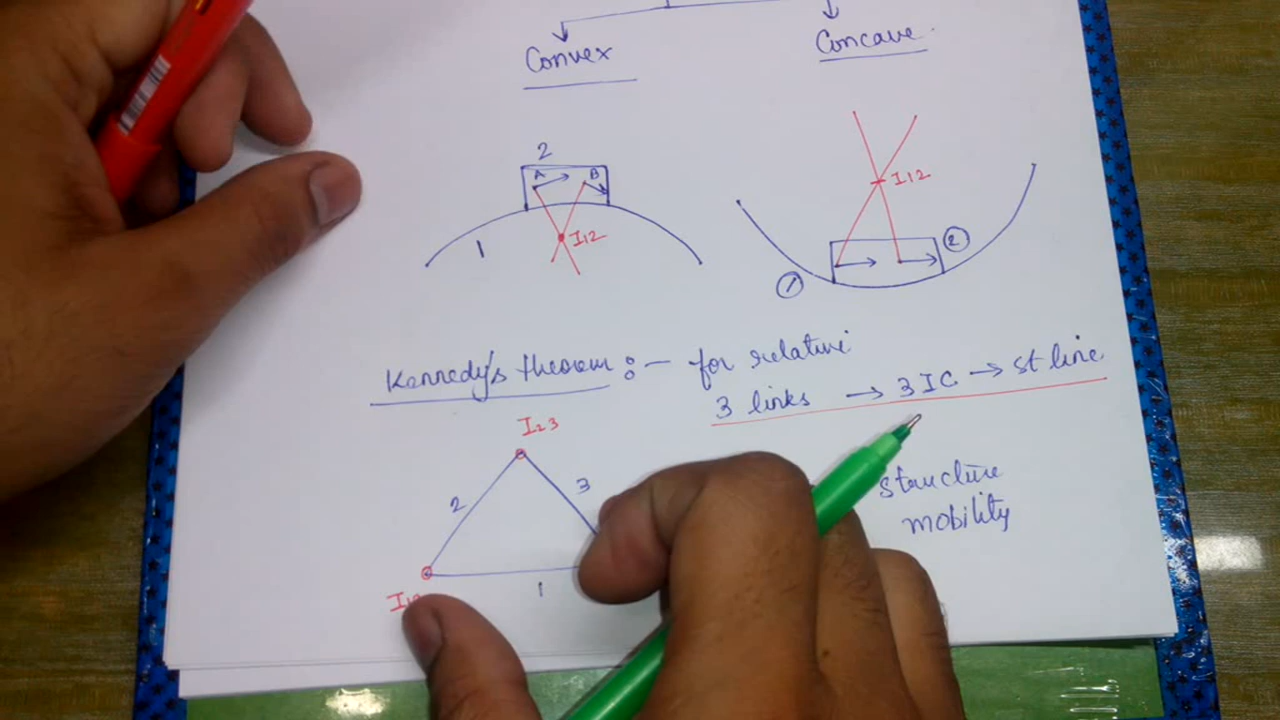 Convex
Concave
2
A
B
1
I12
I12
1
2
Kennedy's theorem :- for relative
3 links → 3 IC → st line
I23
2
3
structure
mobility
1